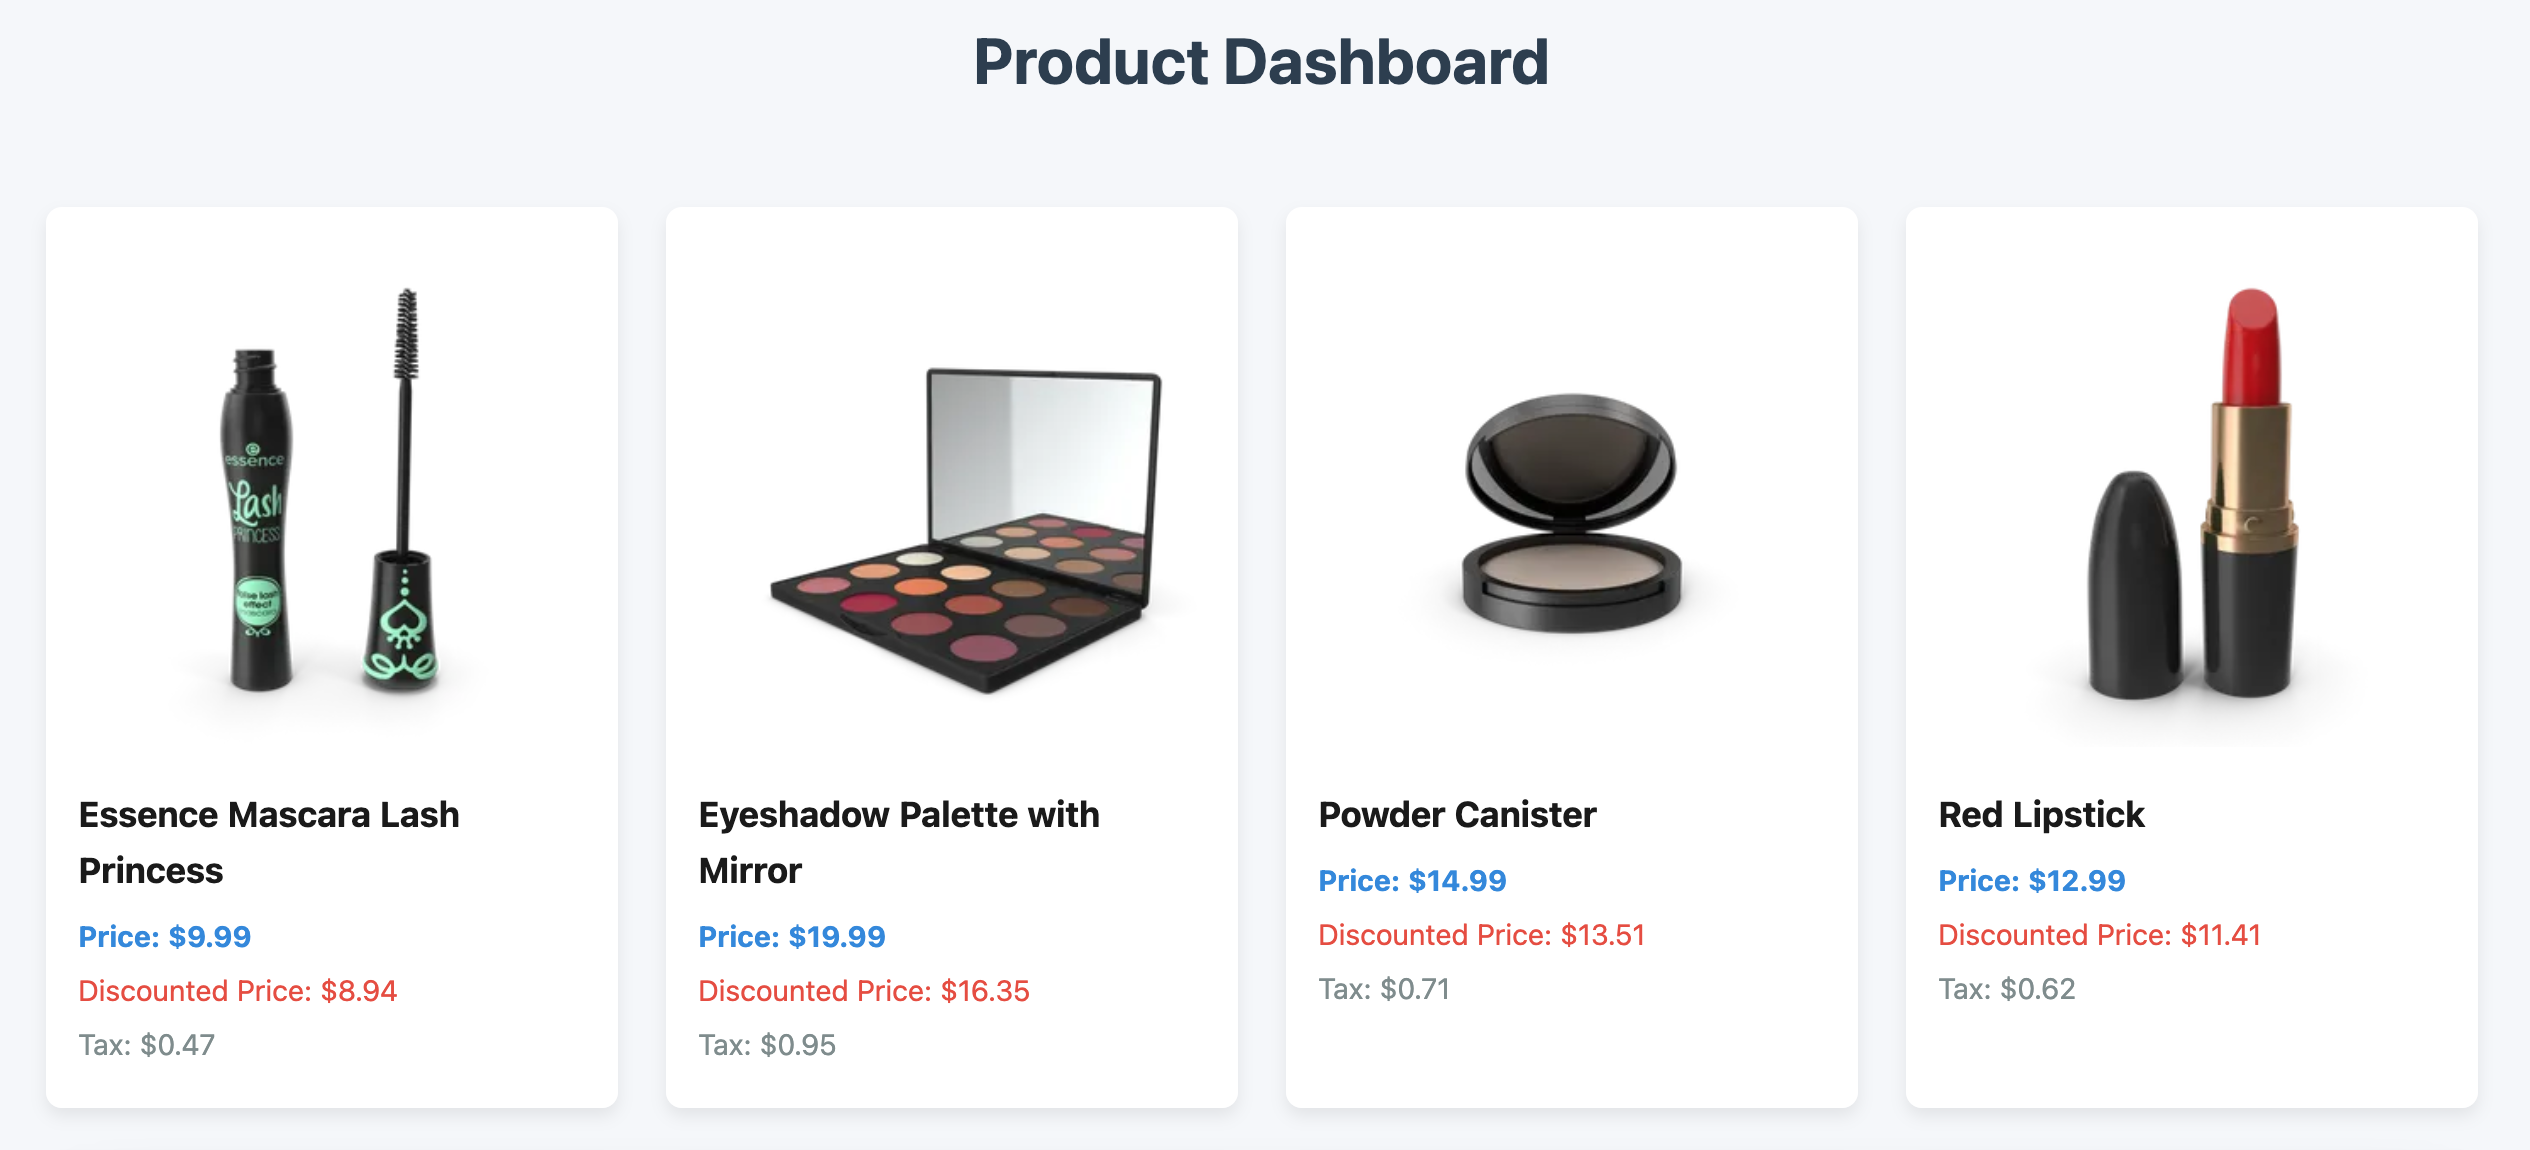 Product Dashboard
essence
Lash
PRINCESS
false lash
effect
mascara
Essence Mascara Lash
Princess
Price: $9.99
Discounted Price: $8.94
Tax: $0.47
Eyeshadow Palette with
Mirror
Price: $19.99
Discounted Price: $16.35
Tax: $0.95
Powder Canister
Price: $14.99
Discounted Price: $13.51
Tax: $0.71
C
Red Lipstick
Price: $12.99
Discounted Price: $11.41
Tax: $0.62